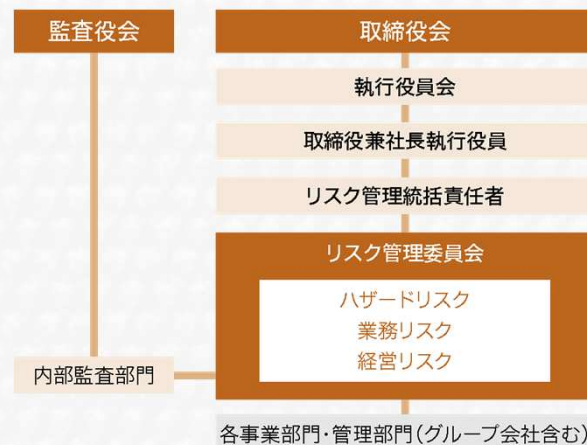 監査役会
取締役会
執行役員会
取締役兼社長執行役員
リスク管理統括責任者
リスク管理委員会
ハザードリスク
業務リスク
経営リスク
内部監査部門
各事業部門・管理部門(グループ会社含む)